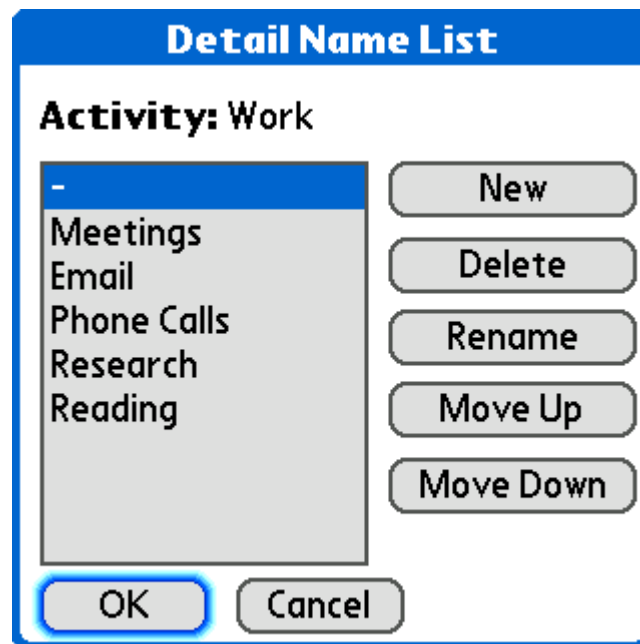 Detail Name List
Activity: Work
-
Meetings
Email
Phone Calls
Research
Reading
New
Delete
Rename
Move Up
Move Down
OK
Cancel